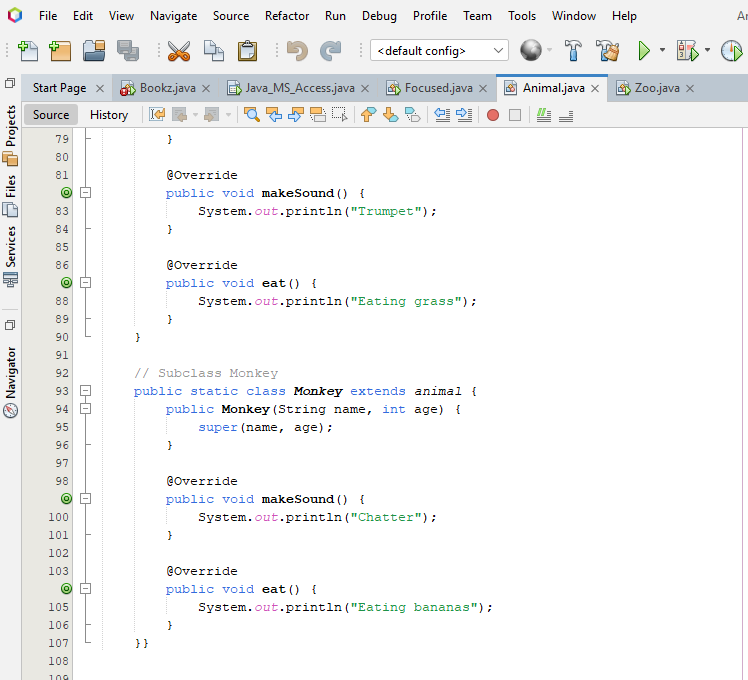 File Edit View Navigate Source Refactor Run Debug Profile Team Tools Window Help
<default config>
Start Page Bookz.java Java_MS_Access.java Focused.java Animal.java Zoo.java
Source History
Projects
Files
Services
Navigator
79 }
80
81 @Override
public void makeSound() {
83 System.out.println("Trumpet");
84 }
85
86 @Override
public void eat() {
88 System.out.println("Eating grass");
89 }
90 }
91
92 // Subclass Monkey
93 public static class Monkey extends animal {
94 public Monkey(String name, int age) {
95 super(name, age);
96 }
97
98 @Override
public void makeSound() {
100 System.out.println("Chatter");
101 }
102
103 @Override
public void eat() {
105 System.out.println("Eating bananas");
106 }
107 }}
108
109